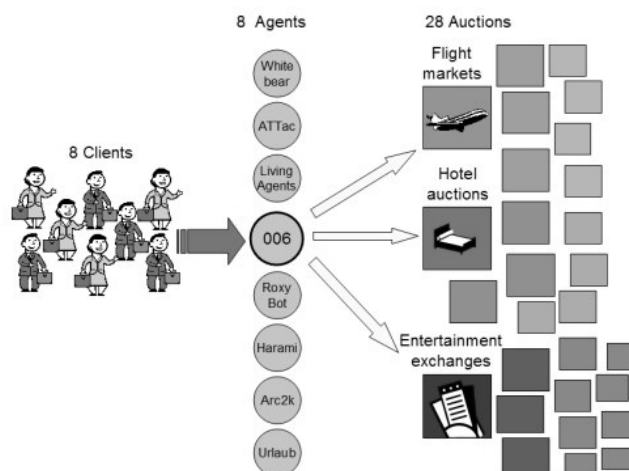 8 Agents
28 Auctions
Flight
markets
White
bear
ATTac
8 Clients
Living
Agents
Hotel
auctions
006
Roxy
Bot
Entertainment
exchanges
Harami
Arc2k
Urlaub